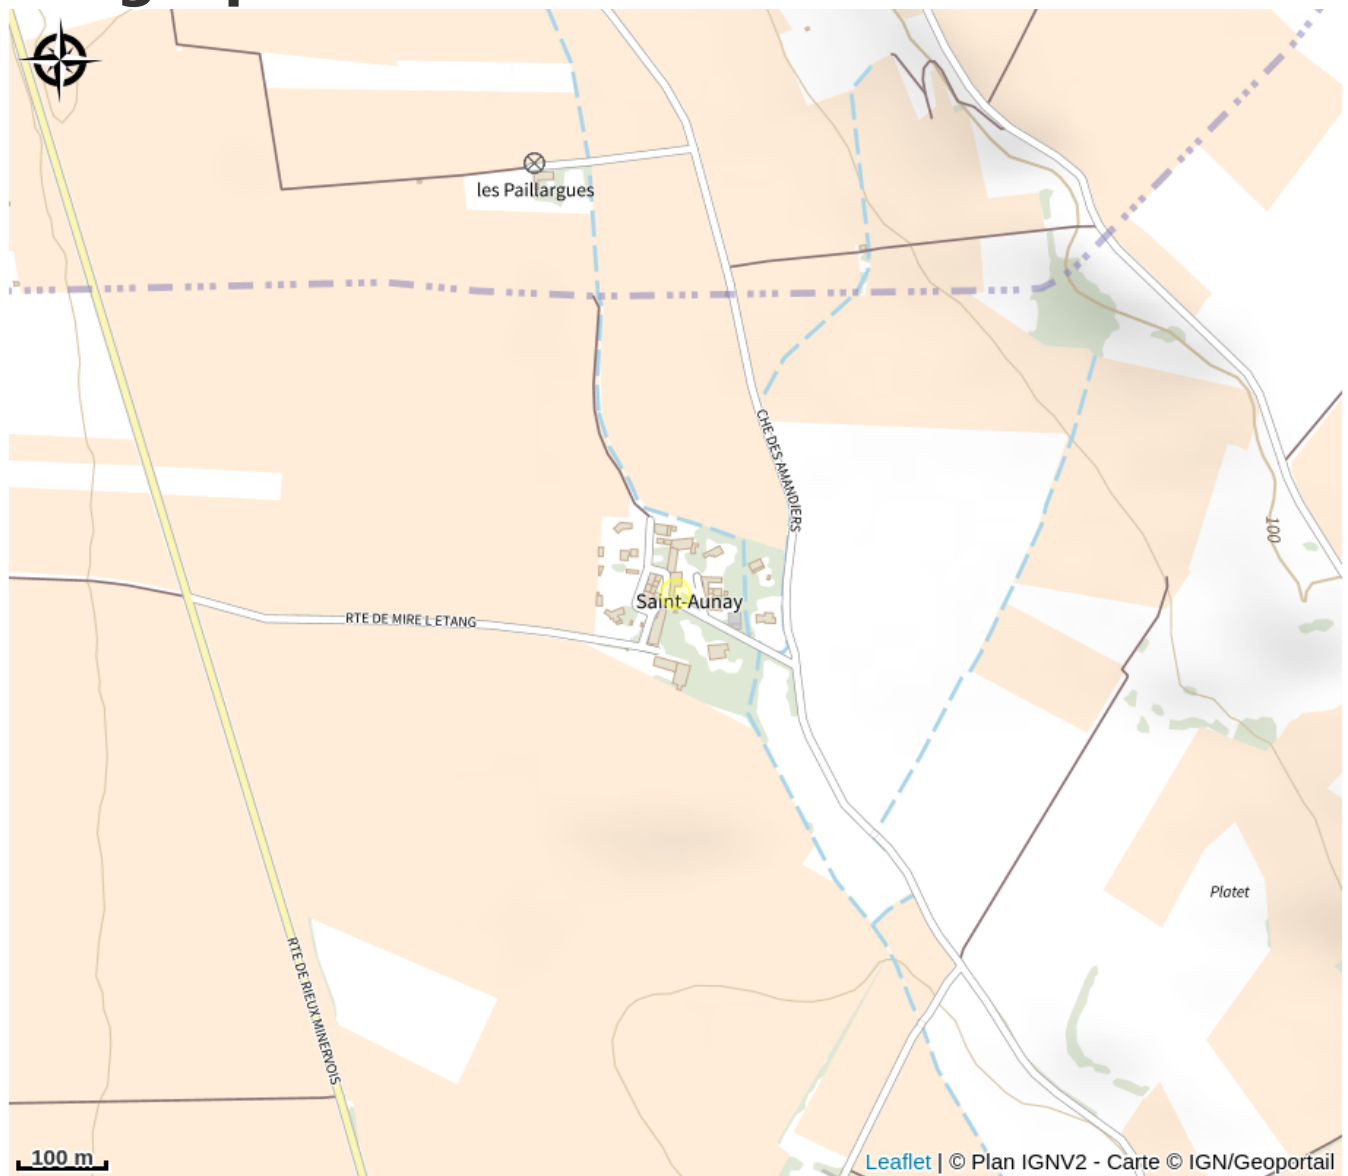 les Paillargues
CHE DES AMANDIERS
100
Saint-Aunay
RTE DE MIRE L ETANG
Platet
RTE DE RIEUX MINERVOIS
100 m
Leaflet | © Plan IGNV2 - Carte © IGN/Geoportail